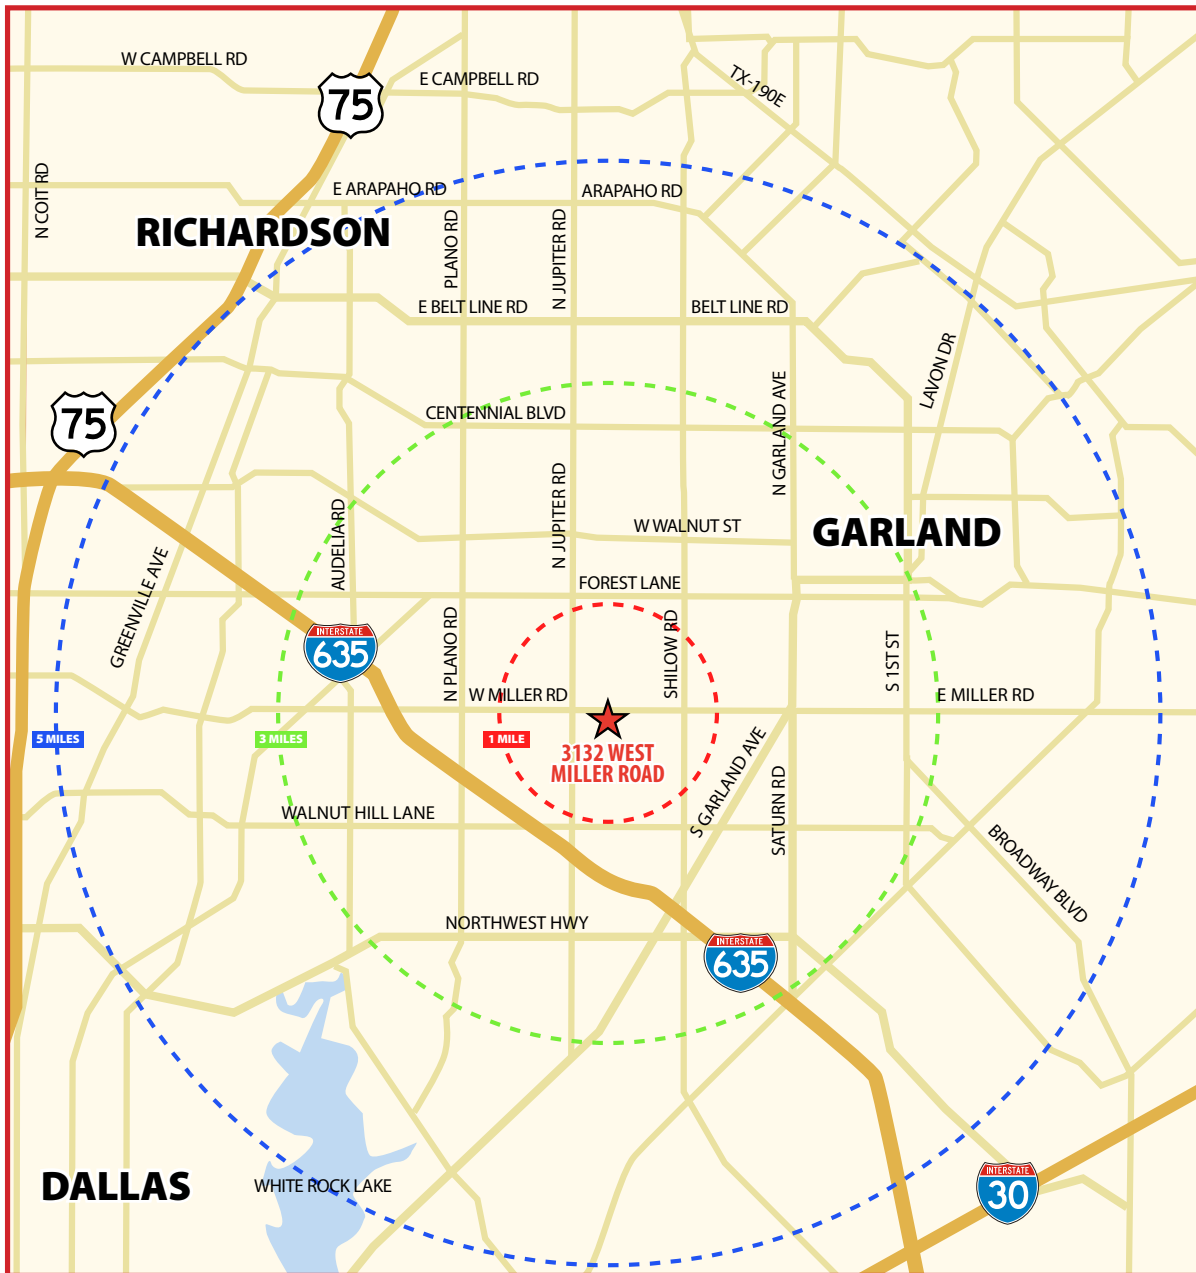 W CAMPBELL RD
75
E CAMPBELL RD
TX-190E
N COIT RD
E ARAPAHO RD
ARAPAHO RD
RICHARDSON
PLANO RD
N JUPITER RD
E BELT LINE RD
BELT LINE RD
LAVON DR
75
CENTENNIAL BLVD
N GARLAND AVE
N JUPITER RD
AUDELIA RD
W WALNUT ST
GARLAND
GREENVILLE AVE
FOREST LANE
INTERSTATE
635
N PLANO RD
SHILOW RD
S 1ST ST
W MILLER RD
E MILLER RD
5 MILES
3 MILES
1 MILE
3132 WEST
MILLER ROAD
S GARLAND AVE
SATURN RD
WALNUT HILL LANE
BROADWAY BLVD
NORTHWEST HWY
INTERSTATE
635
DALLAS
WHITE ROCK LAKE
INTERSTATE
30